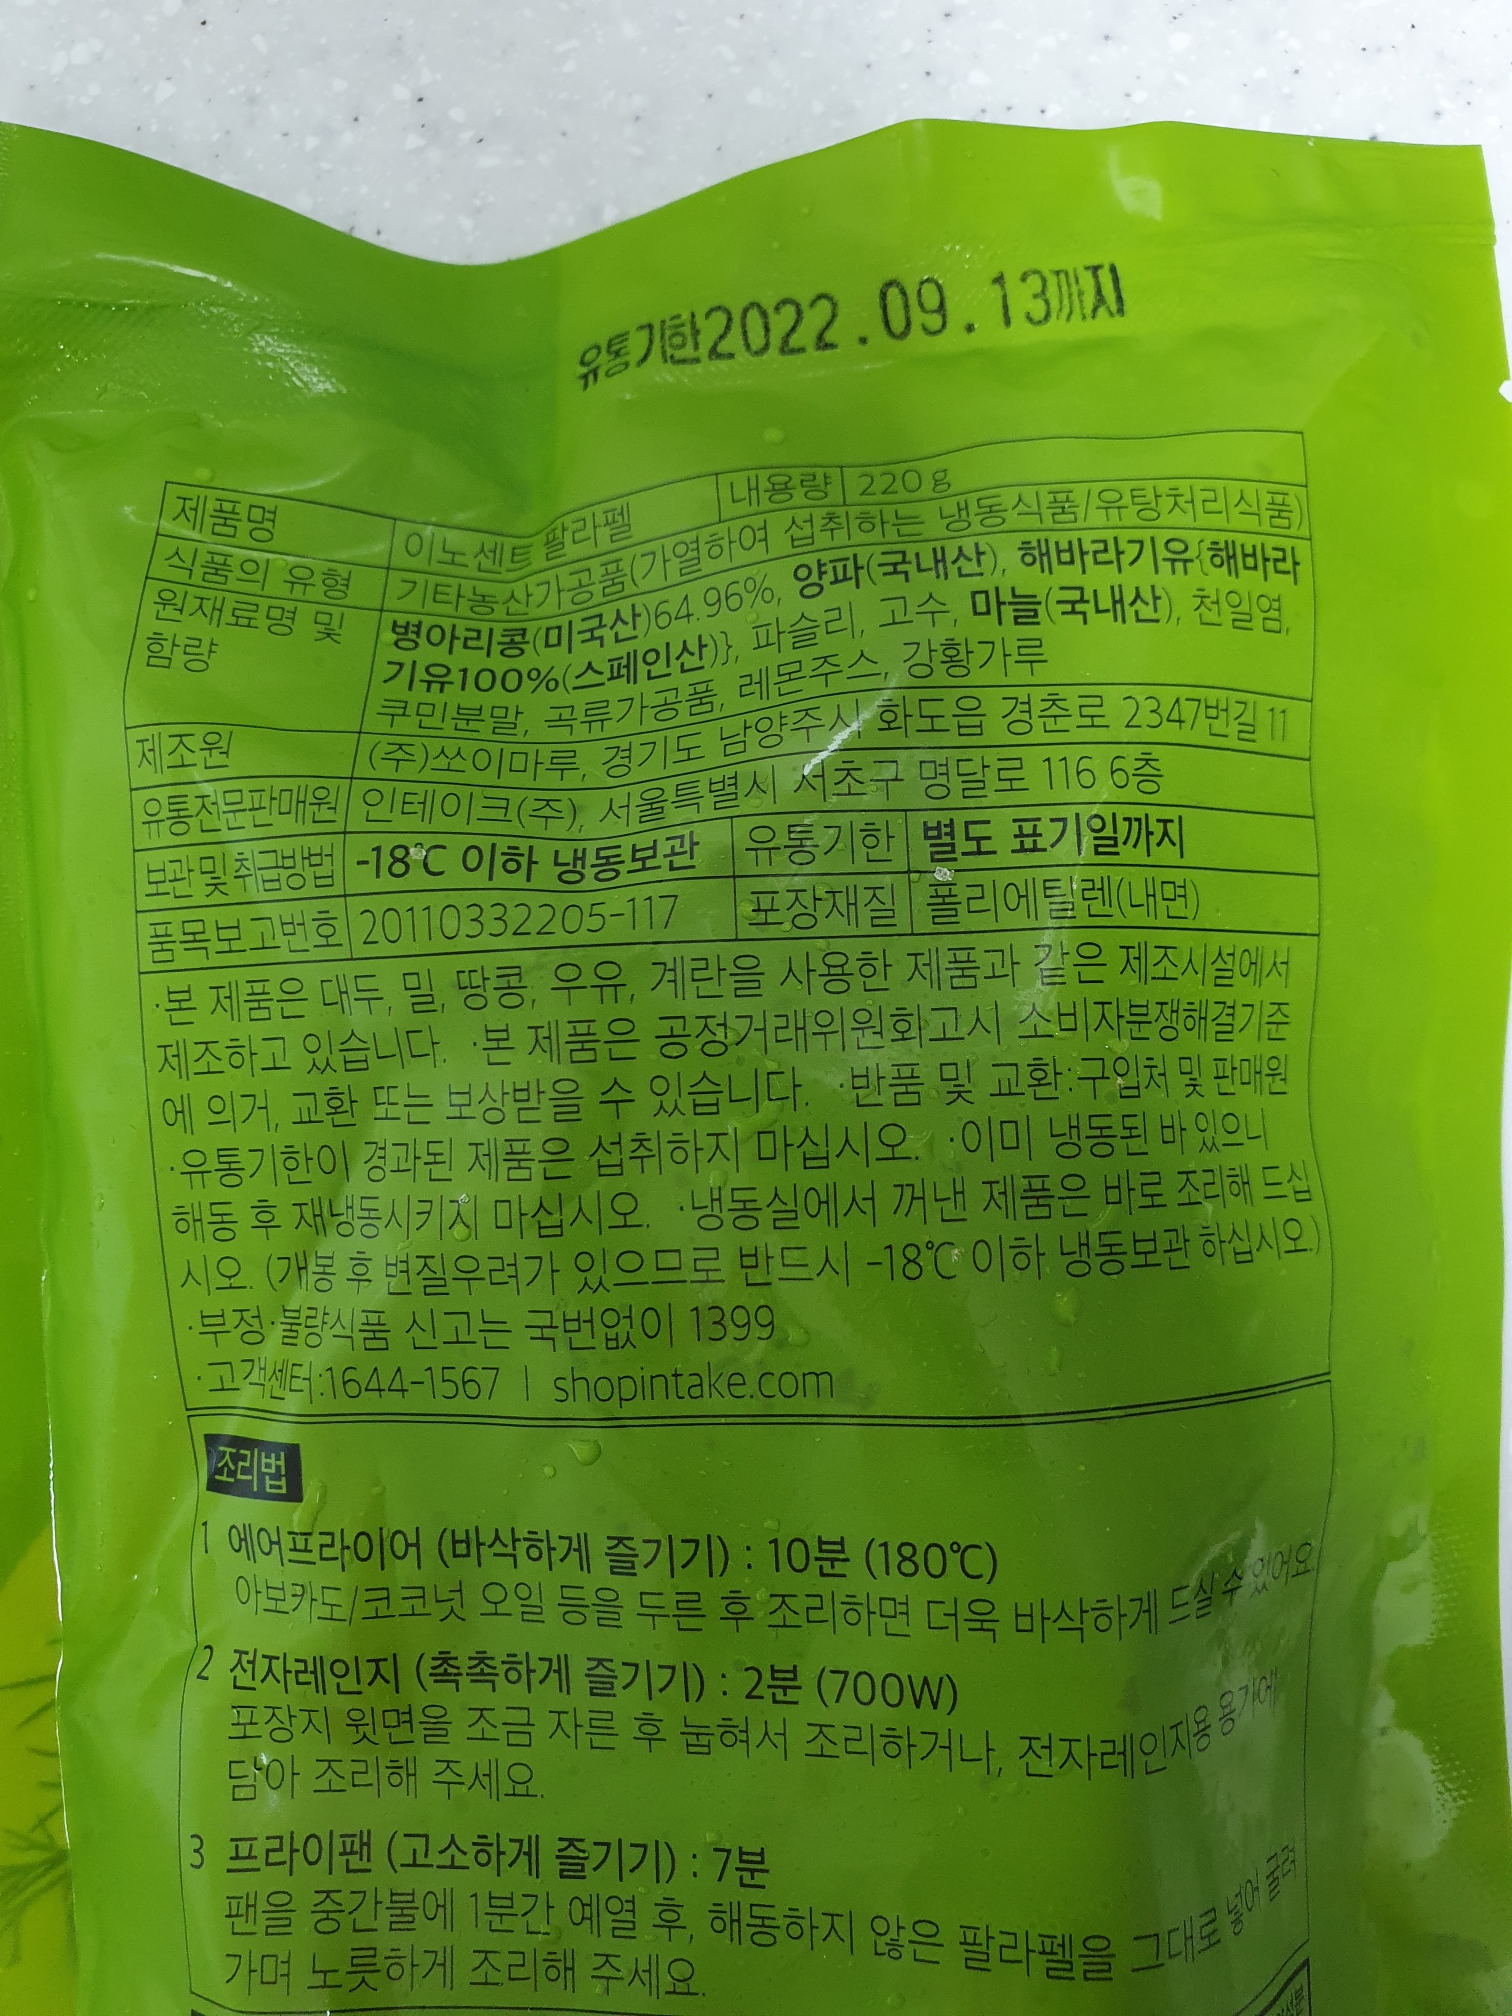 유통기한2022.09.13까지
제품명 이노센트 팔라펠 내용량 220g
식품의 유형 기타농산가공품(가열하여 섭취하는 냉동식품/유탕처리식품)
원재료명 및 함량 병아리콩(미국산)64.96%, 양파(국내산), 해바라기유{해바라
기유100%(스페인산)}, 파슬리, 고수, 마늘(국내산), 천일염,
쿠민분말, 곡류가공품, 레몬주스, 강황가루
제조원 (주)쏘이마루, 경기도 남양주시 화도읍 경춘로 2347번길 11
유통전문판매원 인테이크(주), 서울특별시 서초구 명달로 116 6층
보관 및 취급방법 -18℃ 이하 냉동보관 유통기한 별도 표기일까지
품목보고번호 20110332205-117 포장재질 폴리에틸렌(내면)
·본 제품은 대두, 밀, 땅콩, 우유, 계란을 사용한 제품과 같은 제조시설에서
제조하고 있습니다. ·본 제품은 공정거래위원회고시 소비자분쟁해결기준
에 의거, 교환 또는 보상받을 수 있습니다. ·반품 및 교환:구입처 및 판매원
·유통기한이 경과된 제품은 섭취하지 마십시오. ·이미 냉동된 바 있으니
해동 후 재냉동시키지 마십시오. ·냉동실에서 꺼낸 제품은 바로 조리해 드십
시오. (개봉 후 변질우려가 있으므로 반드시 -18℃ 이하 냉동보관 하십시오.)
·부정·불량식품 신고는 국번없이 1399
·고객센터:1644-1567 | shopintake.com
조리법
1 에어프라이어 (바삭하게 즐기기) : 10분 (180℃)
아보카도/코코넛 오일 등을 두른 후 조리하면 더욱 바삭하게 드실 수 있어요.
2 전자레인지 (촉촉하게 즐기기) : 2분 (700W)
포장지 윗면을 조금 자른 후 눕혀서 조리하거나, 전자레인지용 용기에
담아 조리해 주세요.
3 프라이팬 (고소하게 즐기기) : 7분
팬을 중간불에 1분간 예열 후, 해동하지 않은 팔라펠을 그대로 넣어 굴려
가며 노릇하게 조리해 주세요.